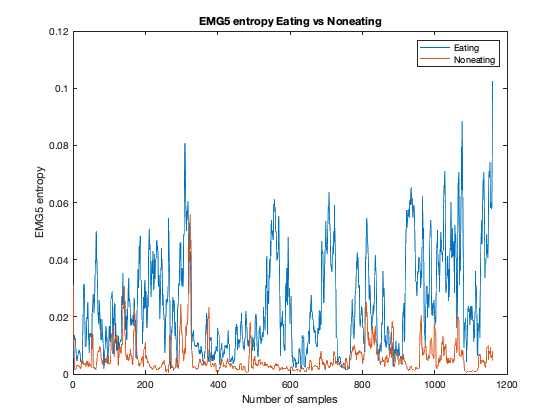 EMG5 entropy Eating vs Noneating
0.12
0.1
0.08
0.06
0.04
0.02
0
EMG5 entropy
Eating
Noneating
0 200 400 600 800 1000 1200
Number of samples